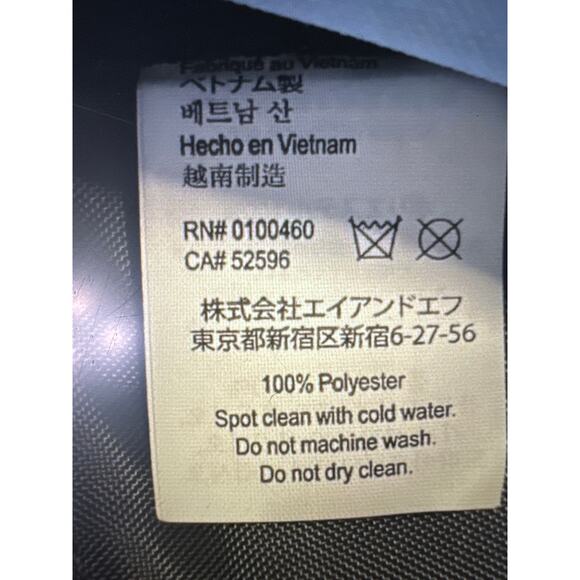 Fabriqué au Vietnam
ベトナム製
베트남 산
Hecho en Vietnam
越南制造
RN# 0100460
CA# 52596
株式会社エイアンドエフ
東京都新宿区新宿6-27-56
100% Polyester
Spot clean with cold water.
Do not machine wash.
Do not dry clean.